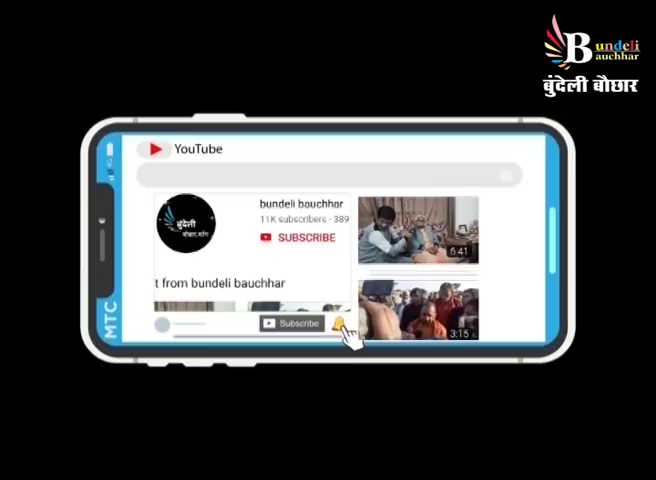 Bundeli
Bauchhar
बुंदेली बौछार
YouTube
bundeli bauchhar
11K subscribers · 389
SUBSCRIBE
बुंदेली
बौछार.कॉम
6:41
t from bundeli bauchhar
Subscribe
3:15
MTC